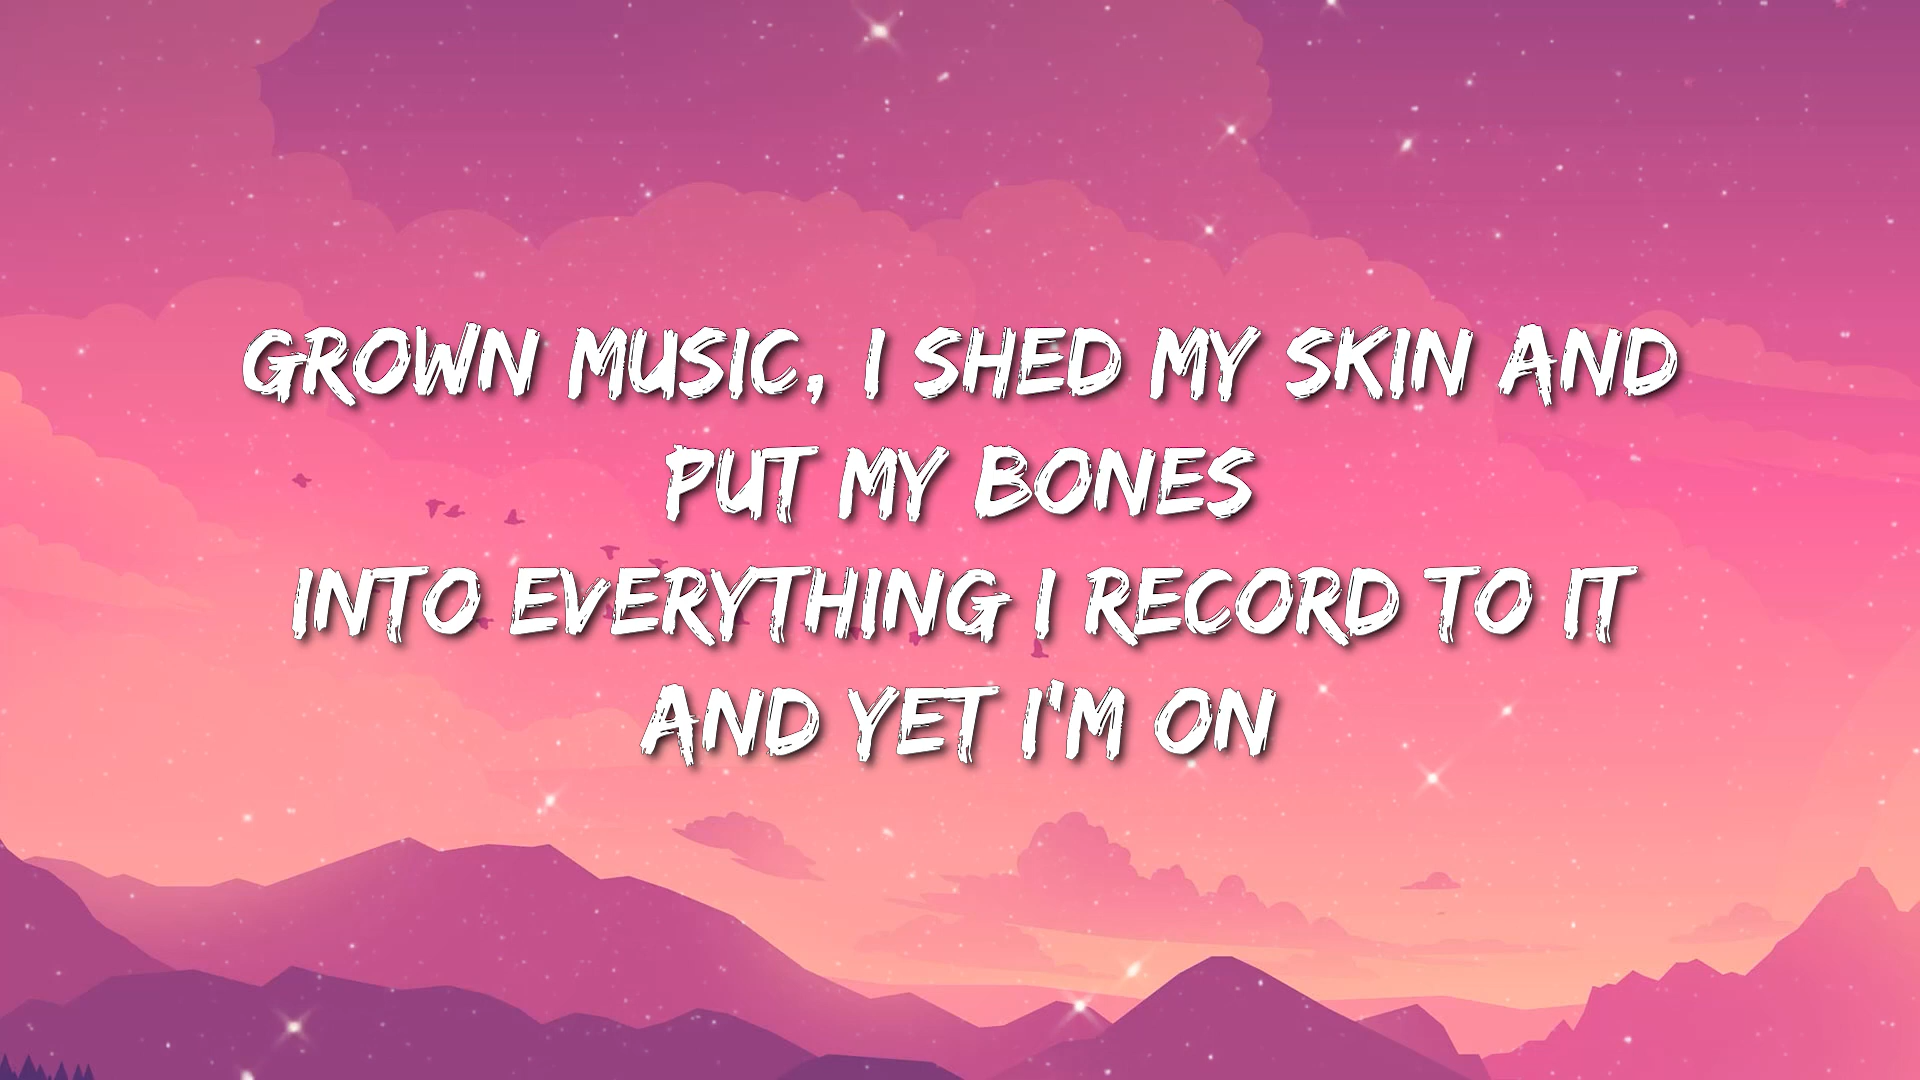 GROWN MUSIC, I SHED MY SKIN AND
PUT MY BONES
INTO EVERYTHING I RECORD TO IT
AND YET I'M ON